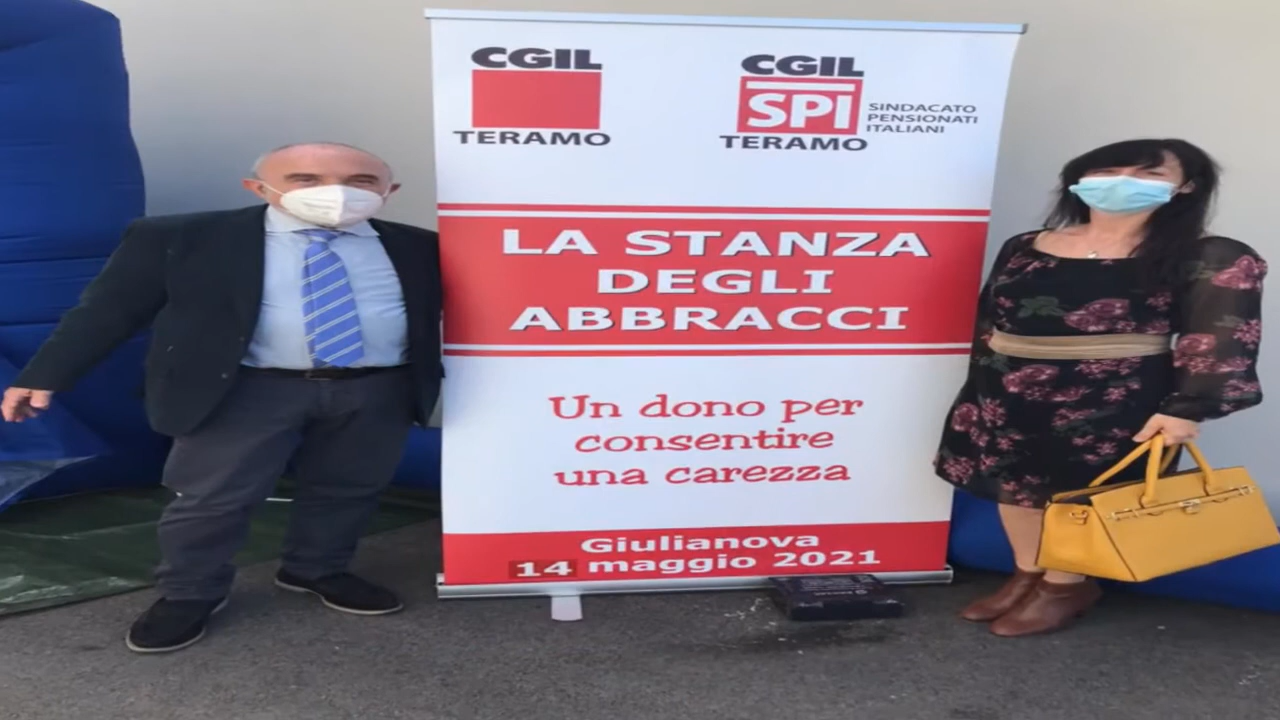 CGIL
TERAMO
CGIL
SPI
TERAMO
SINDACATO
PENSIONATI
ITALIANI
LA STANZA
DEGLI
ABBRACCI
Un dono per
consentire
una carezza
Giulianova
14 maggio 2021